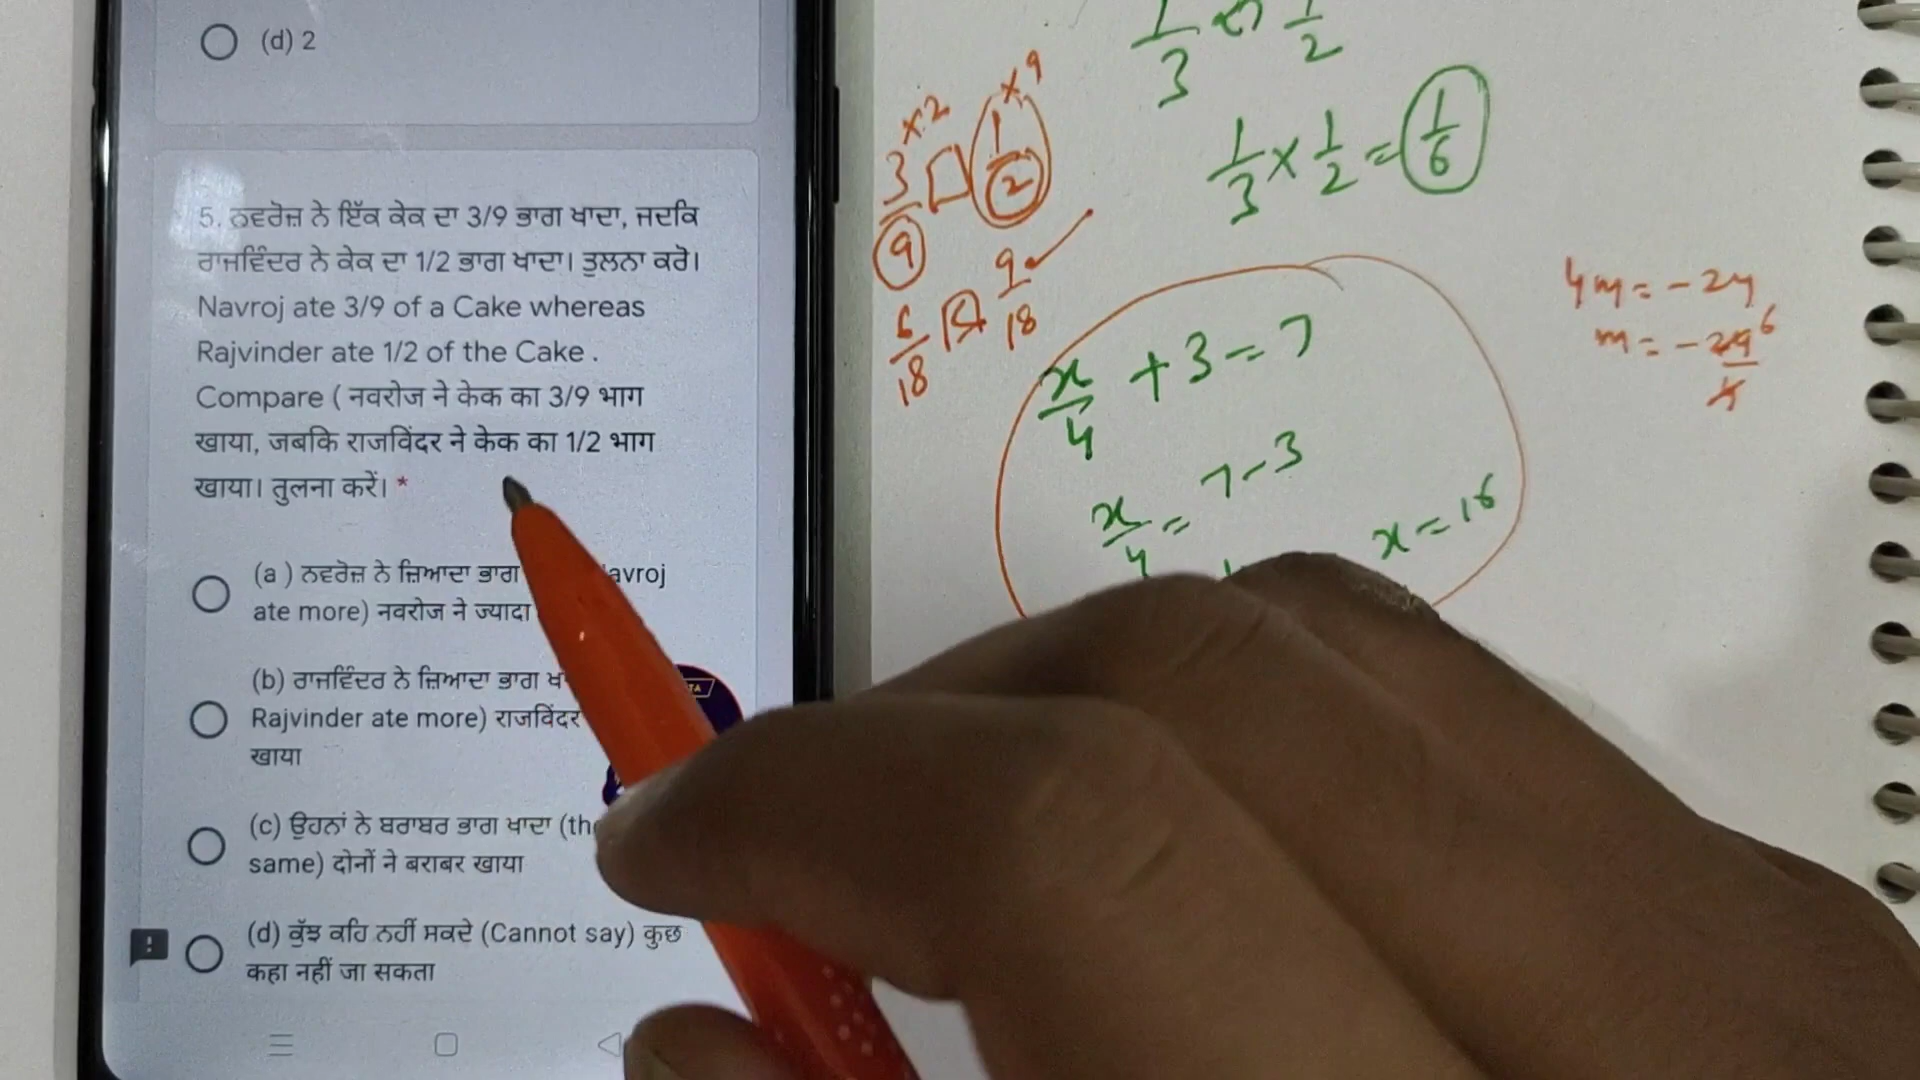 (d) 2
5. ਨਵਰੋਜ਼ ਨੇ ਇੱਕ ਕੇਕ ਦਾ 3/9 ਭਾਗ ਖਾਦਾ, ਜਦਕਿ
ਰਾਜਵਿੰਦਰ ਨੇ ਕੇਕ ਦਾ 1/2 ਭਾਗ ਖਾਦਾ। ਤੁਲਨਾ ਕਰੋ।
Navroj ate 3/9 of a Cake whereas
Rajvinder ate 1/2 of the Cake .
Compare ( नवरोज ने केक का 3/9 भाग
खाया, जबकि राजविंदर ने केक का 1/2 भाग
खाया। तुलना करें। *
(a ) ਨਵਰੋਜ਼ ਨੇ ਜ਼ਿਆਦਾ ਭਾਗ
ate more) नवरोज ने ज्यादा
(b) ਰਾਜਵਿੰਦਰ ਨੇ ਜ਼ਿਆਦਾ ਭਾਗ
Rajvinder ate more) राजविंदर
खाया
(c) ਉਹਨਾਂ ਨੇ ਬਰਾਬਰ ਭਾਗ ਖਾਦਾ
same) दोनों ने बराबर खाया
(d) ਕੁੱਝ ਕਹਿ ਨਹੀਂ ਸਕਦੇ (Cannot say) कुछ
कहा नहीं जा सकता
1/3 1/2
1/3 × 1/2 = 1/6
×2 ×9
3/9 1/2
6/18 < 9/18
x/4 + 3 = 7
x/4 = 7 - 3
x = 16
4m = -24